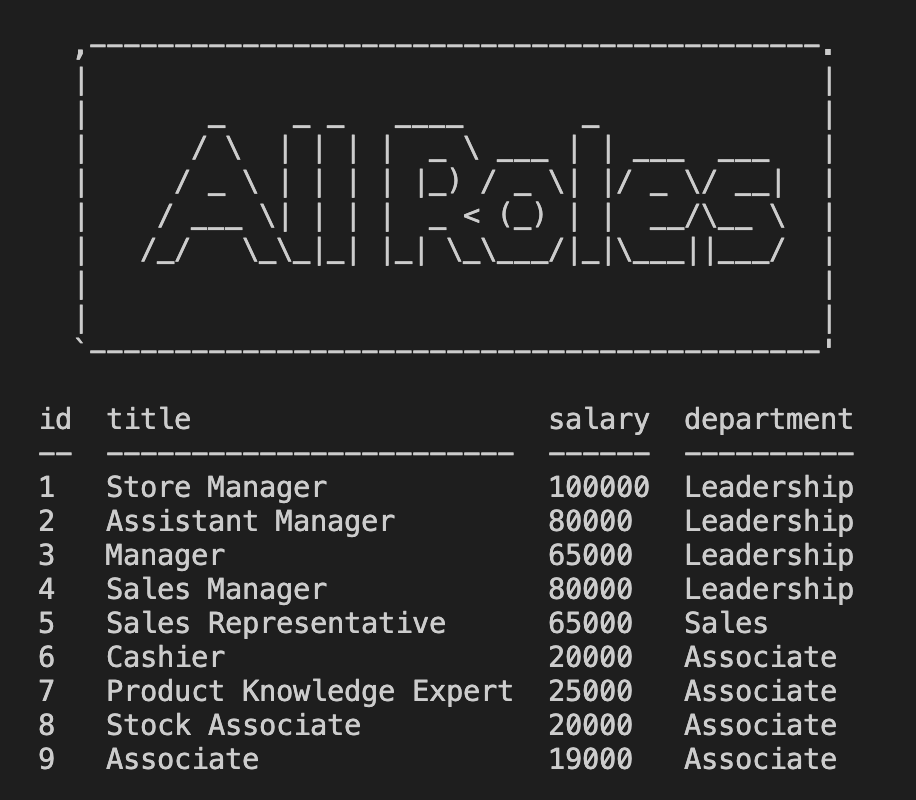 All Roles
id title salary department
-- ------------------------ ------ ----------
1 Store Manager 100000 Leadership
2 Assistant Manager 80000 Leadership
3 Manager 65000 Leadership
4 Sales Manager 80000 Leadership
5 Sales Representative 65000 Sales
6 Cashier 20000 Associate
7 Product Knowledge Expert 25000 Associate
8 Stock Associate 20000 Associate
9 Associate 19000 Associate